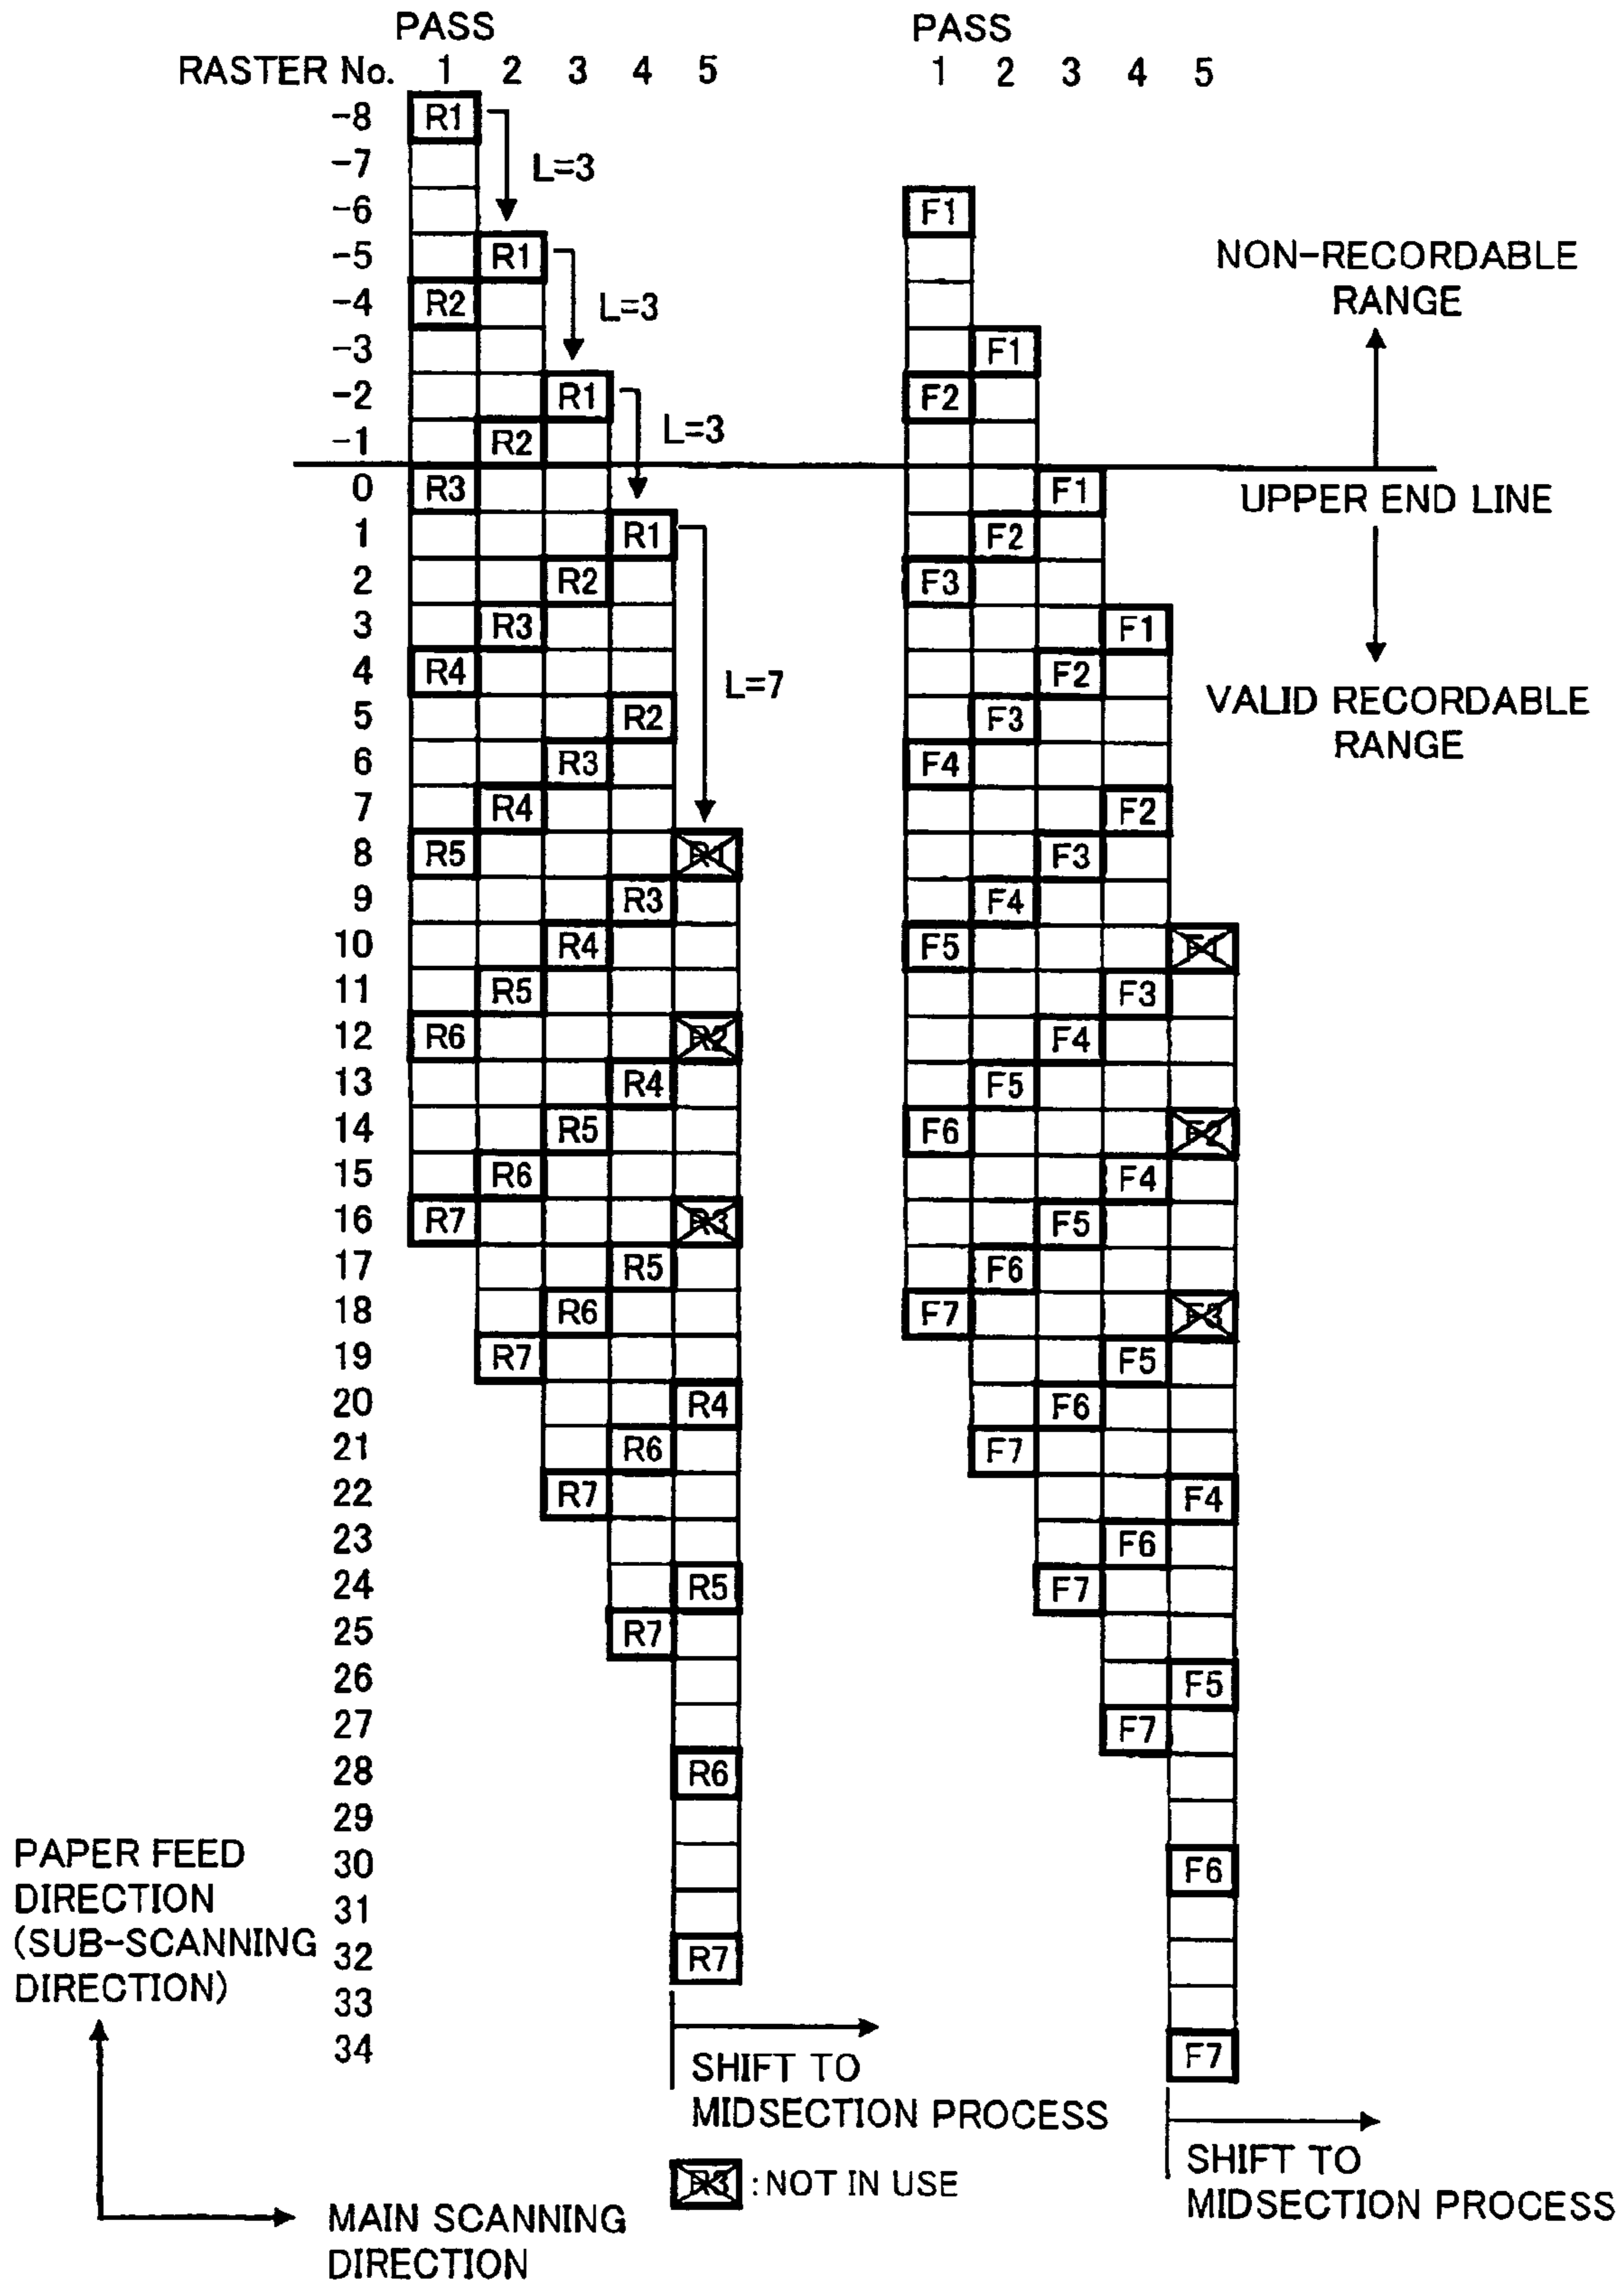 PASS PASS
RASTER No. 1 2 3 4 5 1 2 3 4 5
-8 R1
-7 L=3
-6 F1
-5 R1 NON-RECORDABLE
-4 R2 L=3 RANGE
-3 F1
-2 R1 F2
-1 R2 L=3
0 R3 F1 UPPER END LINE
1 R1 F2
2 R2 F3
3 R3 F1
4 R4 L=7 F2 VALID RECORDABLE
5 R2 F3 RANGE
6 R3 F4
7 R4 F2
8 R5 R1 F3
9 R3 F4
10 R4 F5 F1
11 R5 F3
12 R6 R2 F4
13 R4 F5
14 R5 F6 F2
15 R6 F4
16 R7 R3 F5
17 R5 F6
18 R6 F7 F3
19 R7 F5
20 R4 F6
21 R6 F7
22 R7 F4
23 F6
24 R5 F7
25 R7
26 F5
27 F7
28 R6
29
30 F6
31
32 R7
33
34 F7
PAPER FEED
DIRECTION
(SUB-SCANNING
DIRECTION)
SHIFT TO
MIDSECTION PROCESS
SHIFT TO
MIDSECTION PROCESS
R3 : NOT IN USE
MAIN SCANNING
DIRECTION